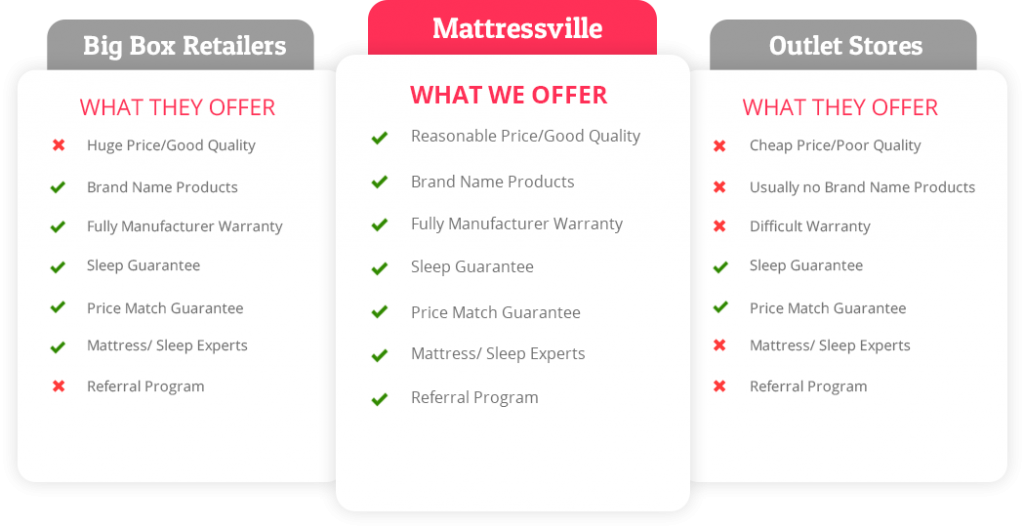 Big Box Retailers
WHAT THEY OFFER
Huge Price/Good Quality
Brand Name Products
Fully Manufacturer Warranty
Sleep Guarantee
Price Match Guarantee
Mattress/ Sleep Experts
Referral Program
Mattressville
WHAT WE OFFER
Reasonable Price/Good Quality
Brand Name Products
Fully Manufacturer Warranty
Sleep Guarantee
Price Match Guarantee
Mattress/ Sleep Experts
Referral Program
Outlet Stores
WHAT THEY OFFER
Cheap Price/Poor Quality
Usually no Brand Name Products
Difficult Warranty
Sleep Guarantee
Price Match Guarantee
Mattress/ Sleep Experts
Referral Program